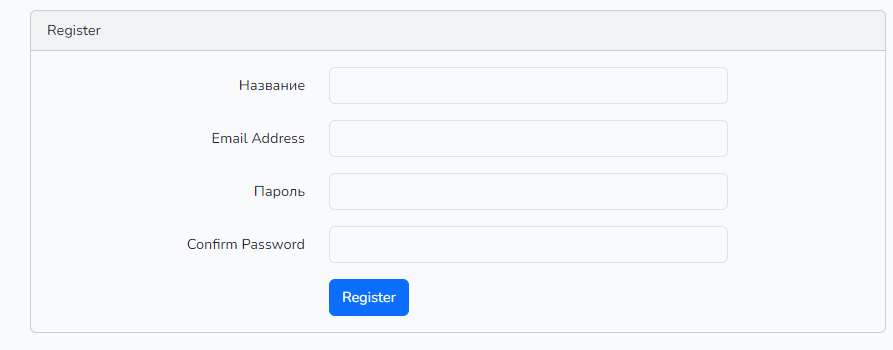 Register
Название
Email Address
Пароль
Confirm Password
Register